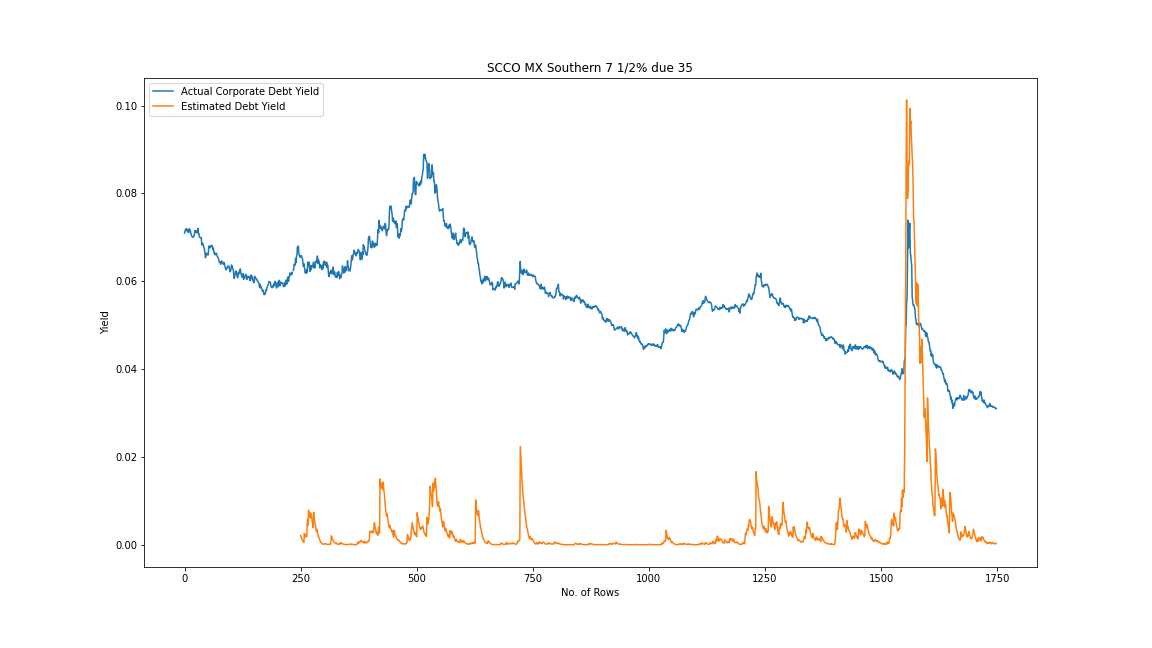 SCCO MX Southern 7 1/2% due 35
Actual Corporate Debt Yield
Estimated Debt Yield
0.10
0.08
0.06
0.04
0.02
0.00
Yield
0 250 500 750 1000 1250 1500 1750
No. of Rows